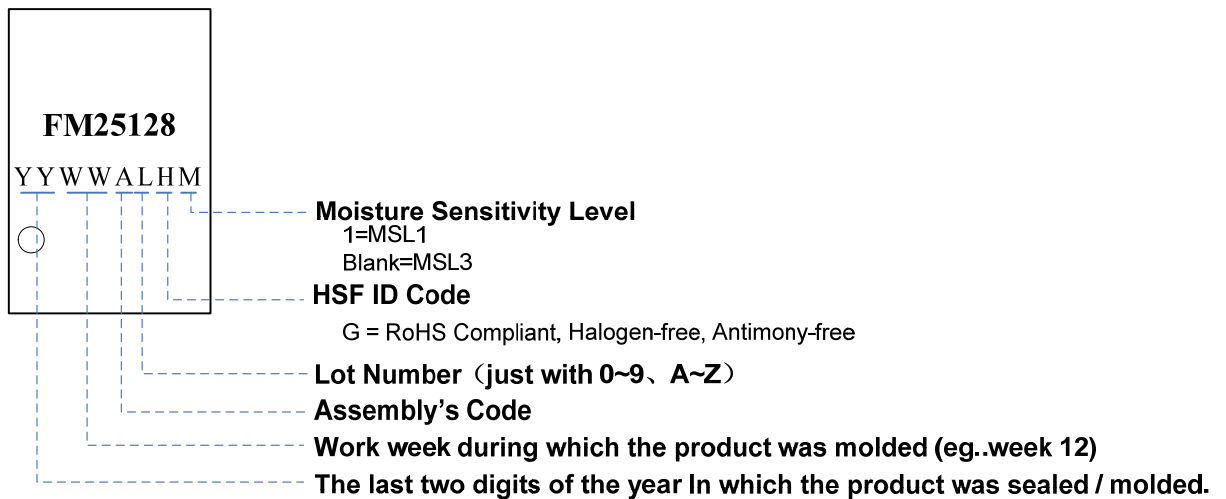 FM25128
YYWWALHM
Moisture Sensitivity Level
1=MSL1
Blank=MSL3
HSF ID Code
G = RoHS Compliant, Halogen-free, Antimony-free
Lot Number（just with 0~9、A~Z）
Assembly's Code
Work week during which the product was molded (eg..week 12)
The last two digits of the year In which the product was sealed / molded.